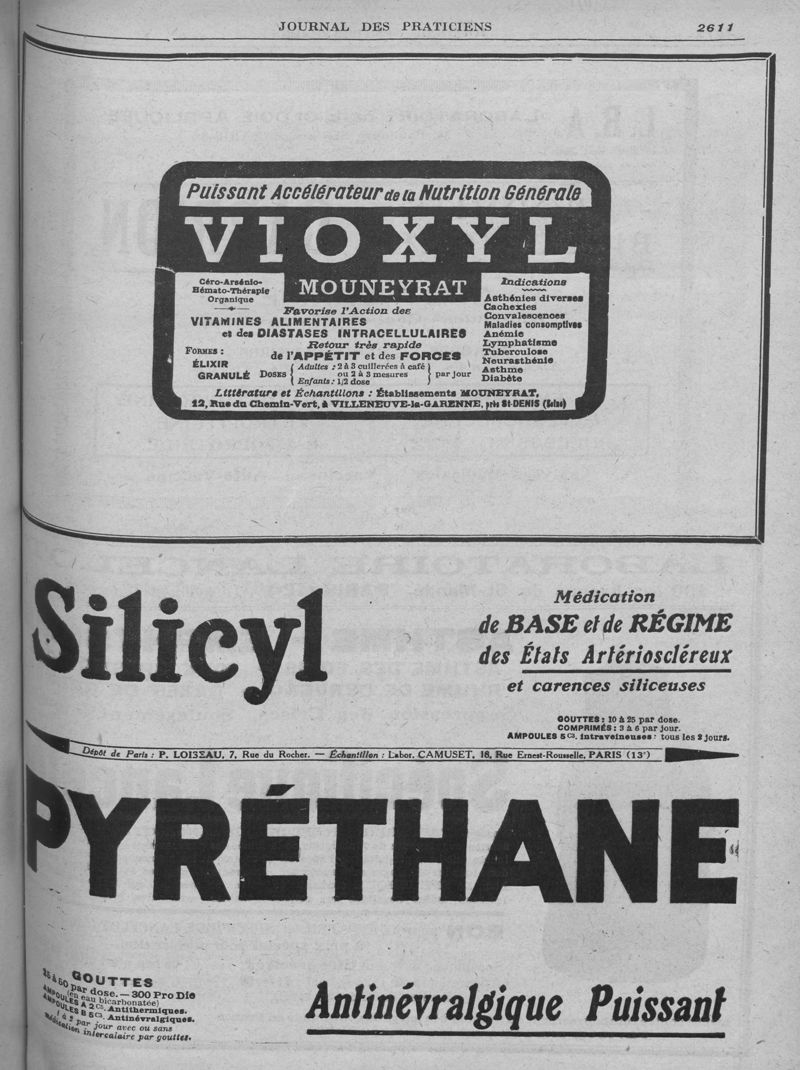 JOURNAL DES PRATICIENS
2611
Puissant Accélérateur de la Nutrition Générale
VIOXYL
MOUNEYRAT
Céro-Arsénio-
Hémato-Thérapie
Organique
Favorise l'Action des
VITAMINES ALIMENTAIRES
et des DIASTASES INTRACELLULAIRES
Retour très rapide
de l'APPÉTIT et des FORCES
FORMES :
ÉLIXIR
GRANULÉ
DOSES
Adultes : 2 à 3 cuillerées à café
ou 2 à 3 mesures
Enfants : 1/2 dose
par jour
Indications
Asthénies diverses
Cachexies
Convalescences
Maladies consomptives
Anémie
Lymphatisme
Tuberculose
Neurasthénie
Asthme
Diabète
Littérature et Échantillons : Établissements MOUNEYRAT,
12, Rue du Chemin-Vert, à VILLENEUVE-la-GARENNE, près St-DENIS (Seine)
Silicyl
Médication
de BASE et de RÉGIME
des États Artérioscléreux
et carences siliceuses
GOUTTES : 10 à 25 par dose.
COMPRIMÉS : 3 à 6 par jour.
AMPOULES 5 cs. intraveineuses : tous les 2 jours.
Dépôt de Paris : P. LOISEAU, 7, Rue du Rocher. — Échantillon : Labor. CAMUSET, 18, Rue Ernest-Rousselle, PARIS (13e)
PYRÉTHANE
GOUTTES
25 à 50 par dose. — 300 Pro Die
(en eau bicarbonatée)
AMPOULES A 2 cs. Antithermiques.
AMPOULES B 5 cs. Antinévralgiques.
1 à 2 par jour avec ou sans
médication intercalaire par gouttes.
Antinévralgique Puissant